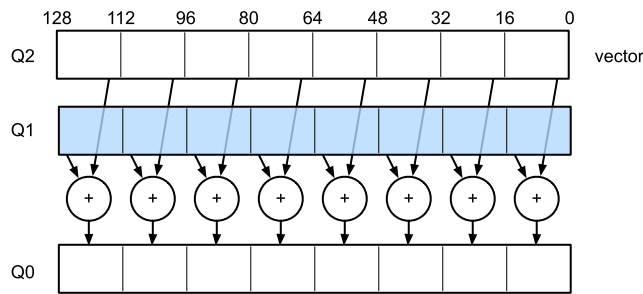 128 112 96 80 64 48 32 16 0
Q2 vector
Q1
+ + + + + + + +
Q0